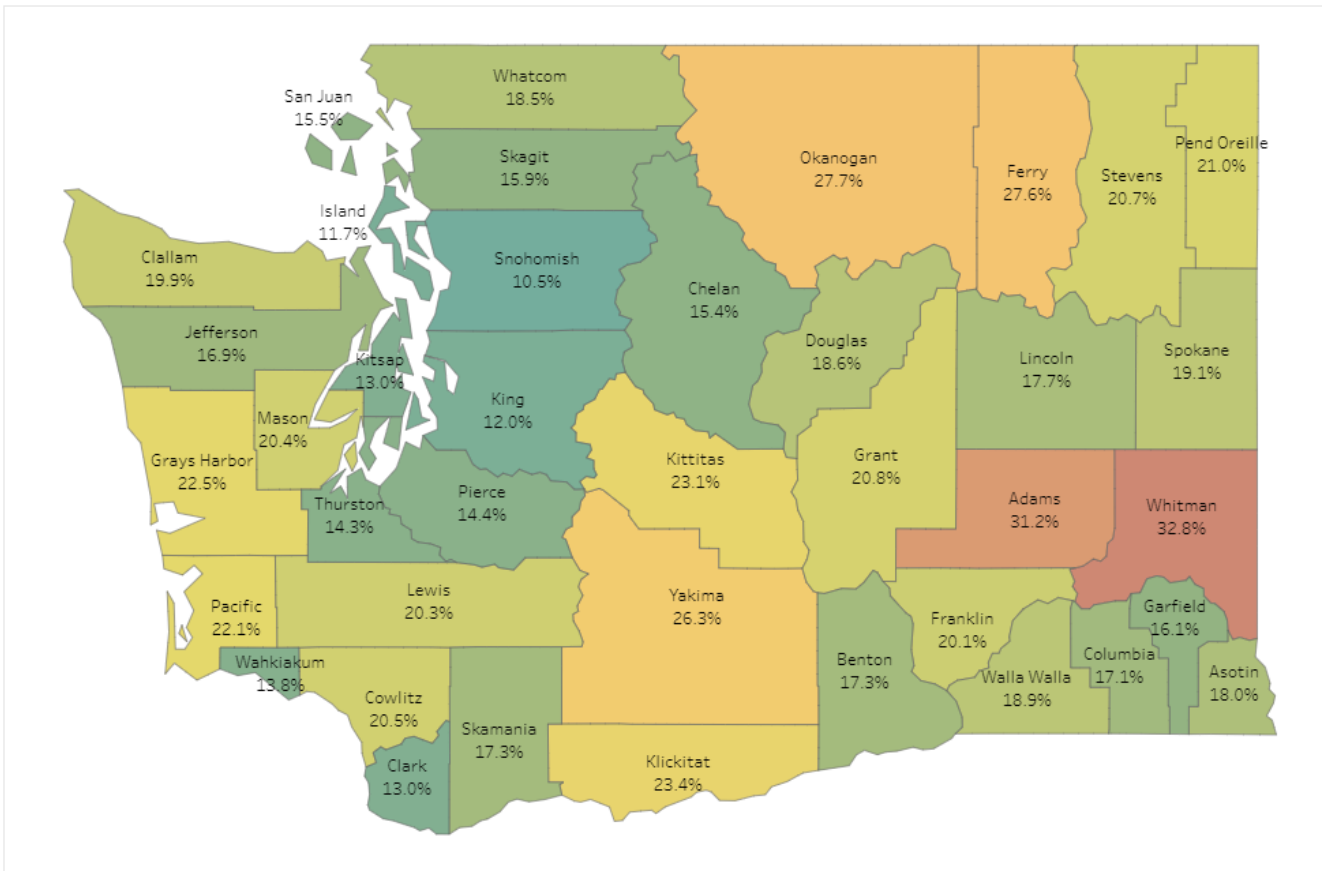 Whatcom
18.5%
San Juan
15.5%
Skagit
15.9%
Okanogan
27.7%
Ferry
27.6%
Stevens
20.7%
Pend Oreille
21.0%
Island
11.7%
Clallam
19.9%
Snohomish
10.5%
Chelan
15.4%
Jefferson
16.9%
Kitsap
13.0%
Douglas
18.6%
Lincoln
17.7%
Spokane
19.1%
King
12.0%
Mason
20.4%
Grays Harbor
22.5%
Kittitas
23.1%
Grant
20.8%
Thurston
14.3%
Pierce
14.4%
Adams
31.2%
Whitman
32.8%
Pacific
22.1%
Lewis
20.3%
Yakima
26.3%
Franklin
20.1%
Garfield
16.1%
Wahkiakum
13.8%
Benton
17.3%
Columbia
17.1%
Walla Walla
18.9%
Asotin
18.0%
Cowlitz
20.5%
Skamania
17.3%
Clark
13.0%
Klickitat
23.4%